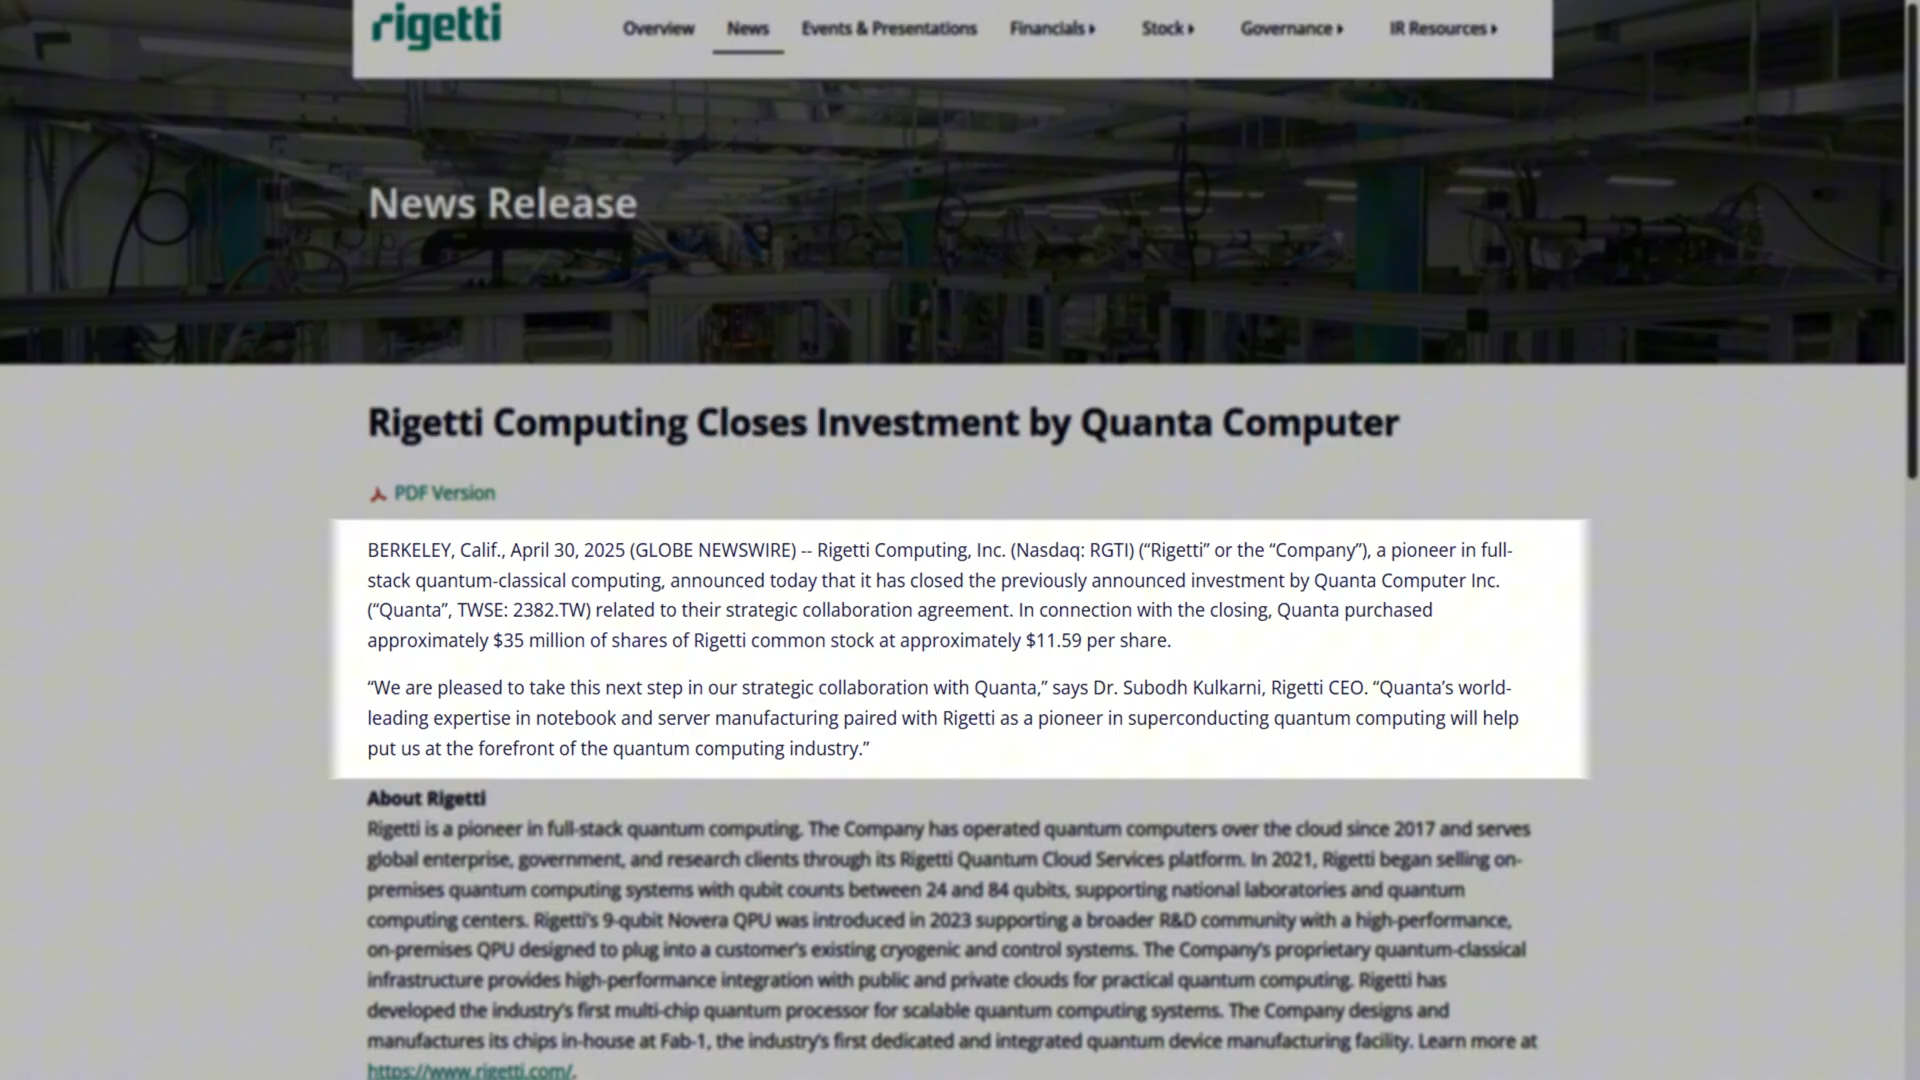 rigetti
Overview News Events & Presentations Financials Stock Governance IR Resources
News Release
Rigetti Computing Closes Investment by Quanta Computer
PDF Version
BERKELEY, Calif., April 30, 2025 (GLOBE NEWSWIRE) -- Rigetti Computing, Inc. (Nasdaq: RGTI) (“Rigetti” or the “Company”), a pioneer in full-
stack quantum-classical computing, announced today that it has closed the previously announced investment by Quanta Computer Inc.
(“Quanta”, TWSE: 2382.TW) related to their strategic collaboration agreement. In connection with the closing, Quanta purchased
approximately $35 million of shares of Rigetti common stock at approximately $11.59 per share.
“We are pleased to take this next step in our strategic collaboration with Quanta,” says Dr. Subodh Kulkarni, Rigetti CEO. “Quanta’s world-
leading expertise in notebook and server manufacturing paired with Rigetti as a pioneer in superconducting quantum computing will help
put us at the forefront of the quantum computing industry.”
About Rigetti
Rigetti is a pioneer in full-stack quantum computing. The Company has operated quantum computers over the cloud since 2017 and serves
global enterprise, government, and research clients through its Rigetti Quantum Cloud Services platform. In 2021, Rigetti began selling on-
premises quantum computing systems with qubit counts between 24 and 84 qubits, supporting national laboratories and quantum
computing centers. Rigetti’s 9-qubit Novera QPU was introduced in 2023 supporting a broader R&D community with a high-performance,
on-premises QPU designed to plug into a customer’s existing cryogenic and control systems. The Company’s proprietary quantum-classical
infrastructure provides high-performance integration with public and private clouds for practical quantum computing. Rigetti has
developed the industry’s first multi-chip quantum processor for scalable quantum computing systems. The Company designs and
manufactures its chips in-house at Fab-1, the industry’s first dedicated and integrated quantum device manufacturing facility. Learn more at
https://www.rigetti.com/.